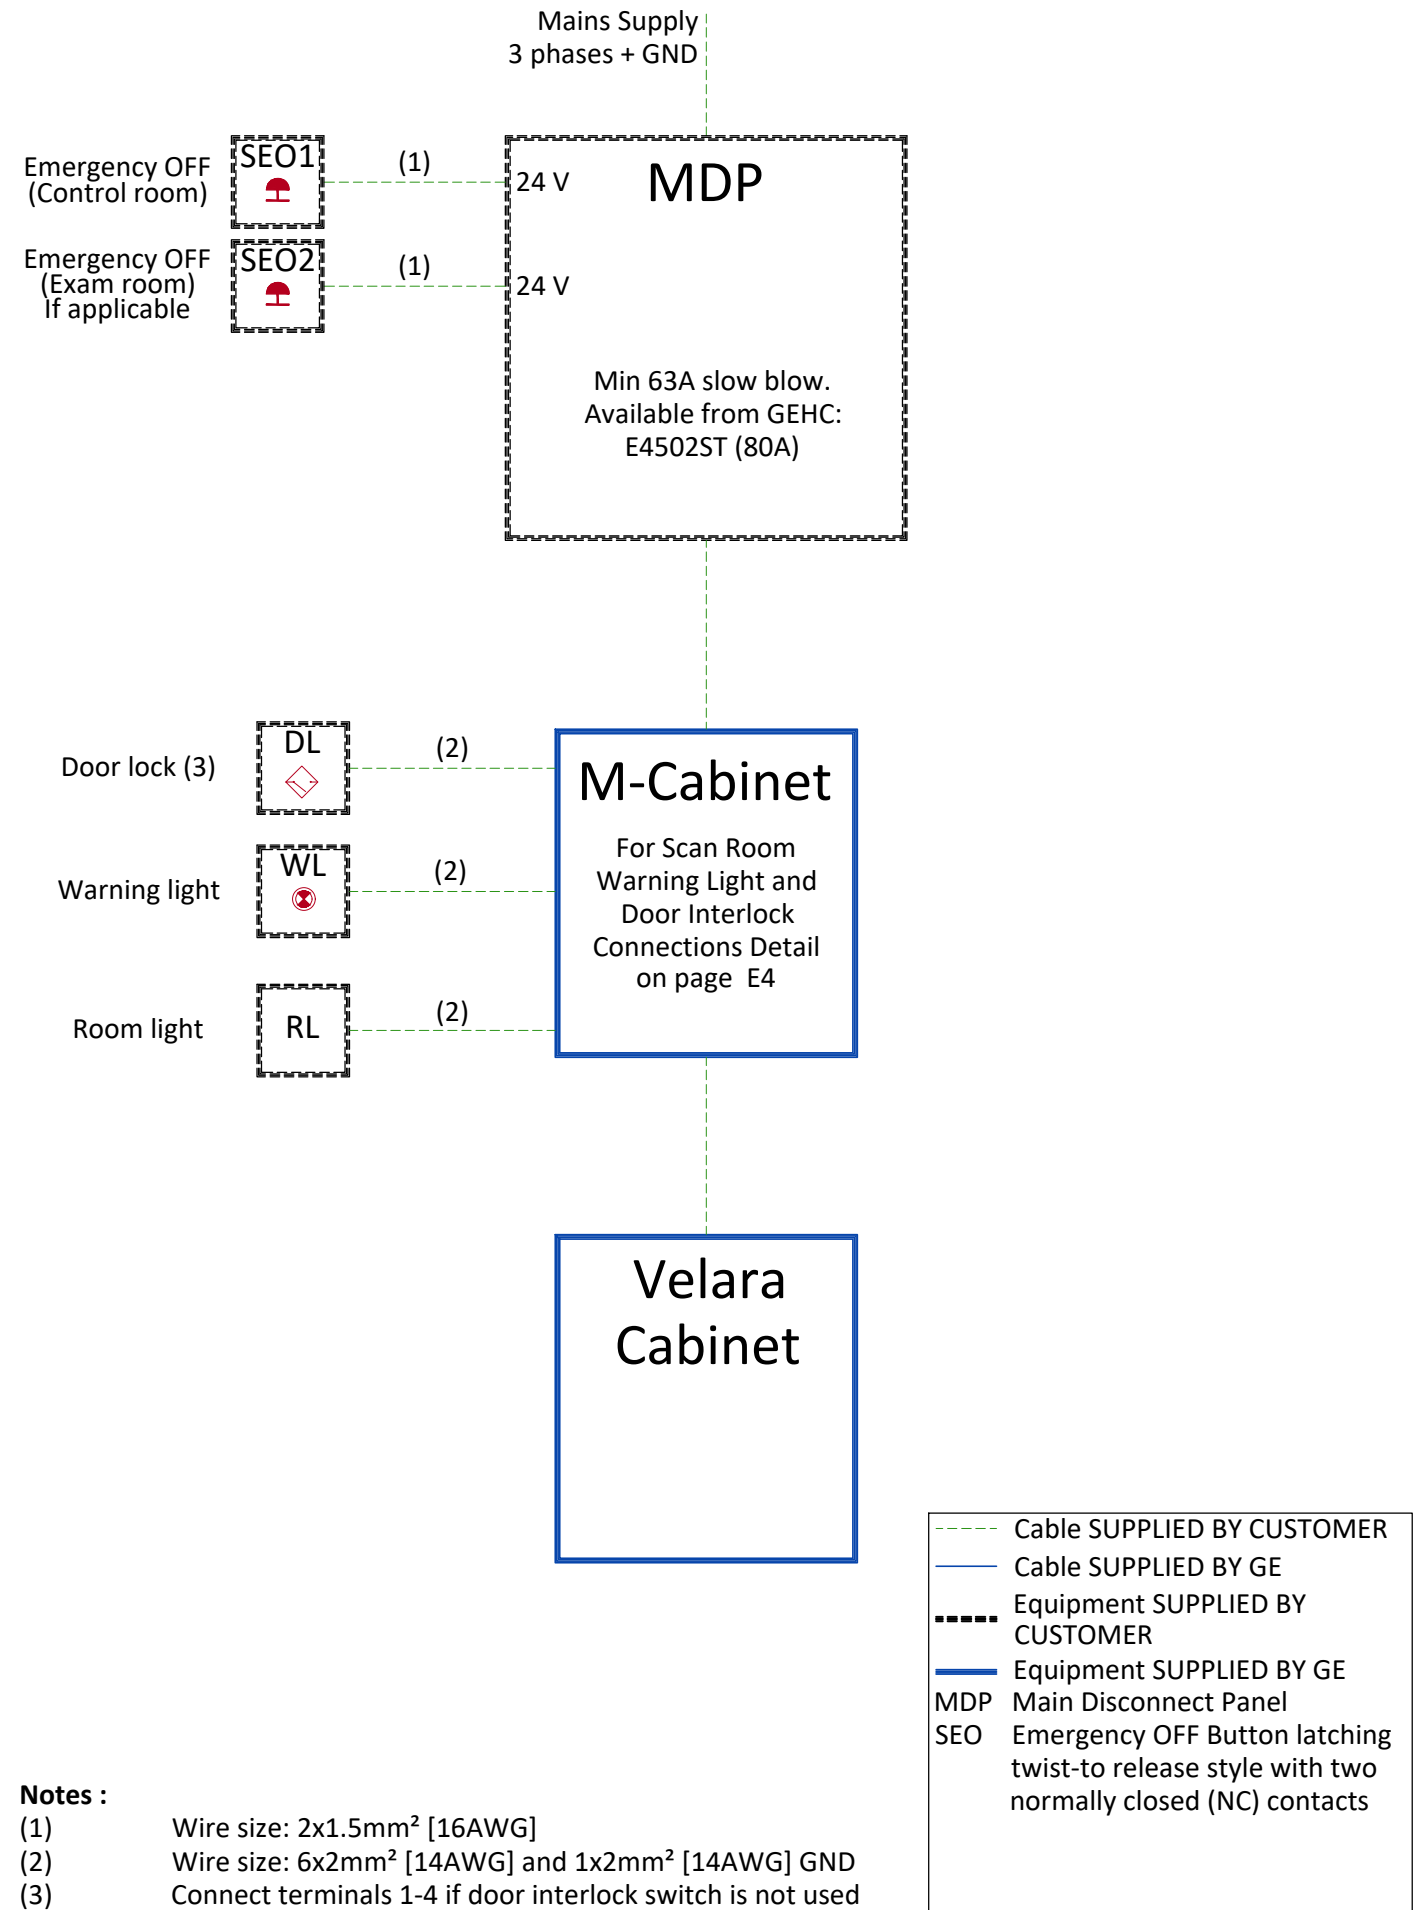 Mains Supply
3 phases + GND
Emergency OFF
(Control room)
SEO1
(1)
24 V
MDP
Emergency OFF
(Exam room)
If applicable
SEO2
(1)
24 V
Min 63A slow blow.
Available from GEHC:
E4502ST (80A)
Door lock (3)
DL
(2)
M-Cabinet
For Scan Room
Warning Light and
Door Interlock
Connections Detail
on page E4
Warning light
WL
(2)
Room light
RL
(2)
Velara
Cabinet
Cable SUPPLIED BY CUSTOMER
Cable SUPPLIED BY GE
Equipment SUPPLIED BY
CUSTOMER
Equipment SUPPLIED BY GE
MDP Main Disconnect Panel
SEO Emergency OFF Button latching
twist-to release style with two
normally closed (NC) contacts
Notes :
(1) Wire size: 2x1.5mm² [16AWG]
(2) Wire size: 6x2mm² [14AWG] and 1x2mm² [14AWG] GND
(3) Connect terminals 1-4 if door interlock switch is not used